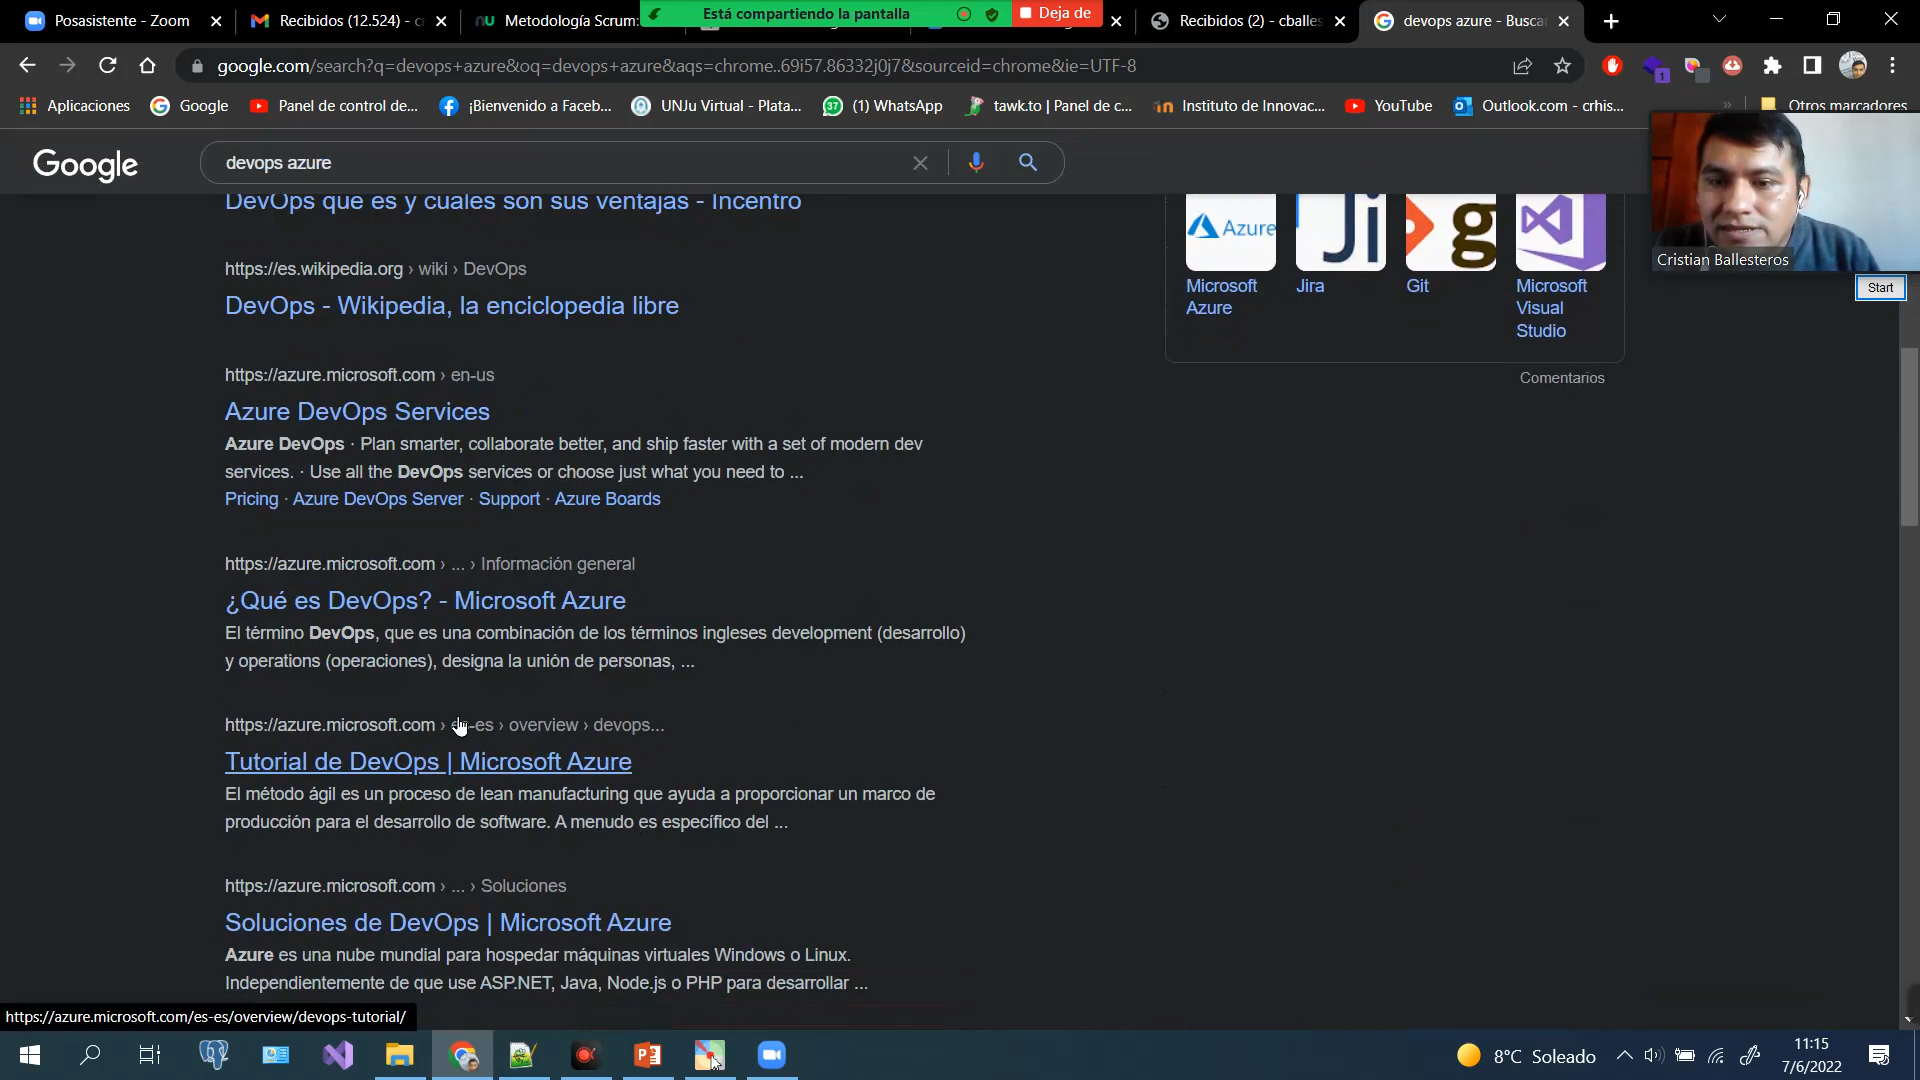 Posasistente - Zoom
Recibidos (12.524) - c
Metodología Scrum:
Está compartiendo la pantalla
Deja de
Recibidos (2) - cballes
devops azure - Busca
google.com/search?q=devops+azure&oq=devops+azure&aqs=chrome..69i57.86332j0j7&sourceid=chrome&ie=UTF-8
1
Aplicaciones
Google
Panel de control de...
¡Bienvenido a Faceb...
UNJu Virtual - Plata...
37
(1) WhatsApp
tawk.to | Panel de c...
Instituto de Innovac...
YouTube
Outlook.com - crhis...
»
Otros marcadores
Google
devops azure
Cristian Ballesteros
Start
DevOps qué es y cuáles son sus ventajas - Incentro
https://es.wikipedia.org › wiki › DevOps
DevOps - Wikipedia, la enciclopedia libre
https://azure.microsoft.com › en-us
Azure DevOps Services
Azure DevOps · Plan smarter, collaborate better, and ship faster with a set of modern dev
services. · Use all the DevOps services or choose just what you need to ...
Pricing · Azure DevOps Server · Support · Azure Boards
https://azure.microsoft.com › ... › Información general
¿Qué es DevOps? - Microsoft Azure
El término DevOps, que es una combinación de los términos ingleses development (desarrollo)
y operations (operaciones), designa la unión de personas, ...
https://azure.microsoft.com › es-es › overview › devops...
Tutorial de DevOps | Microsoft Azure
El método ágil es un proceso de lean manufacturing que ayuda a proporcionar un marco de
producción para el desarrollo de software. A menudo es específico del ...
https://azure.microsoft.com › ... › Soluciones
Soluciones de DevOps | Microsoft Azure
Azure es una nube mundial para hospedar máquinas virtuales Windows o Linux.
Independientemente de que use ASP.NET, Java, Node.js o PHP para desarrollar ...
Azure
Ji
g
Microsoft
Azure
Jira
Git
Microsoft
Visual
Studio
Comentarios
https://azure.microsoft.com/es-es/overview/devops-tutorial/
8°C Soleado
11:15
7/6/2022